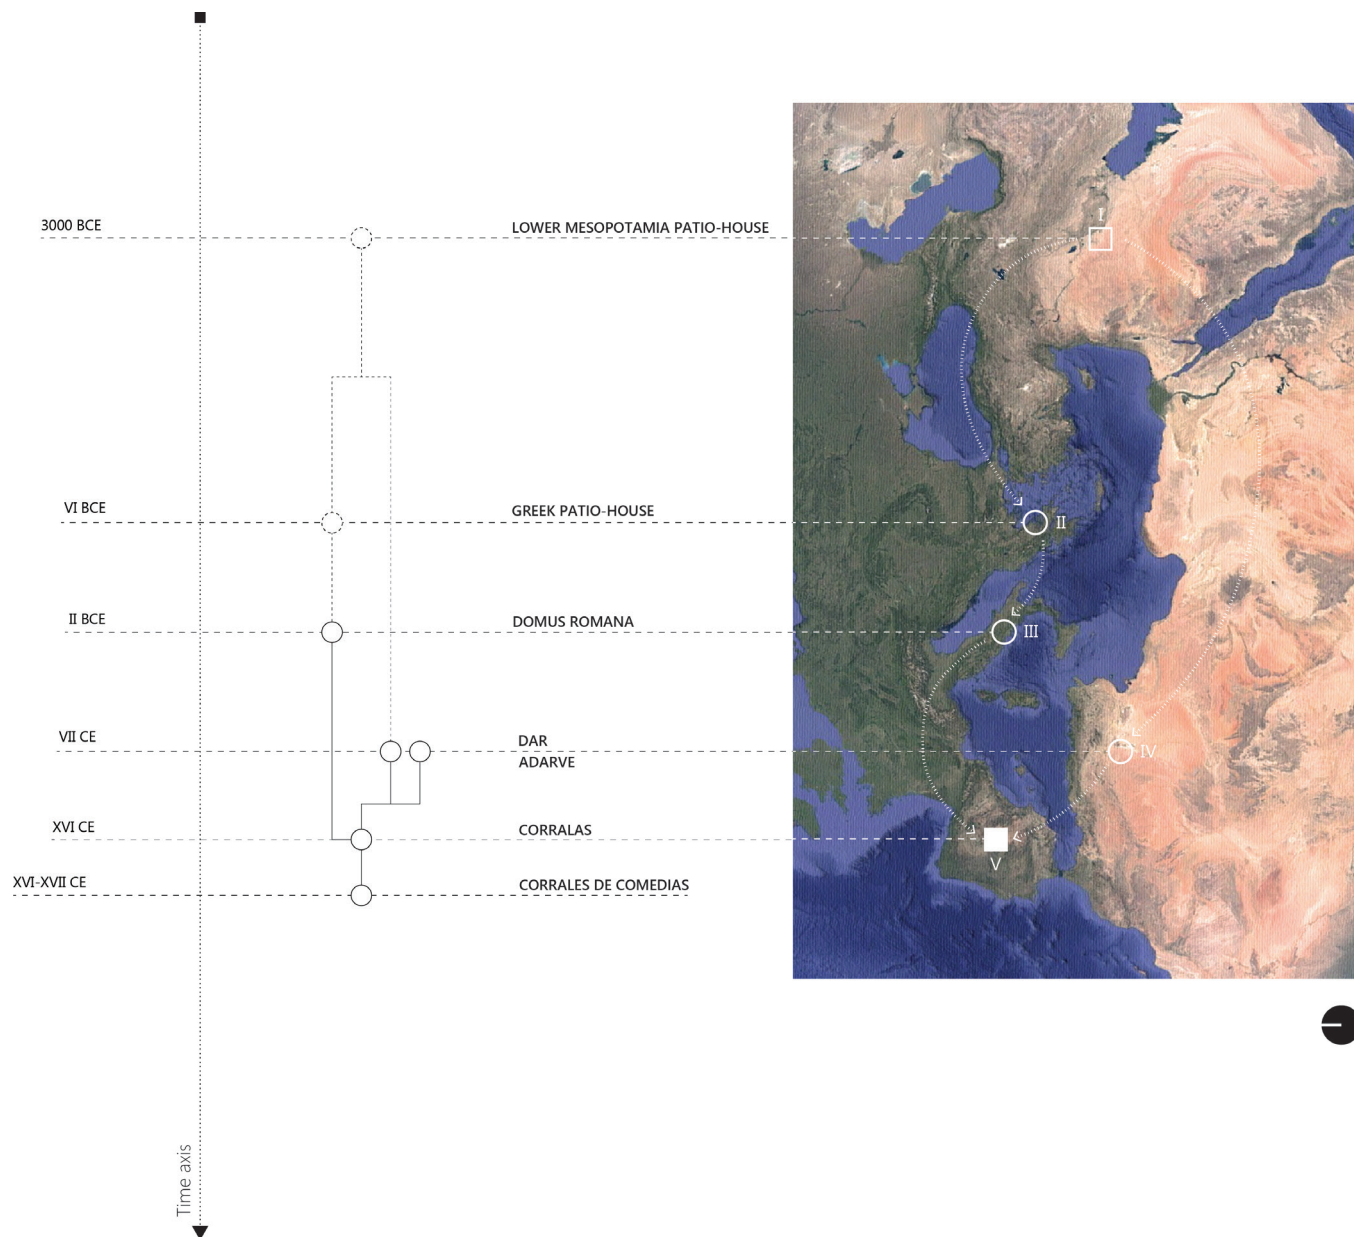 3000 BCE
LOWER MESOPOTAMIA PATIO-HOUSE
I
VI BCE
GREEK PATIO-HOUSE
II
II BCE
DOMUS ROMANA
III
VII CE
DAR
ADARVE
IV
XVI CE
CORRALAS
V
XVI-XVII CE
CORRALES DE COMEDIAS
Time axis